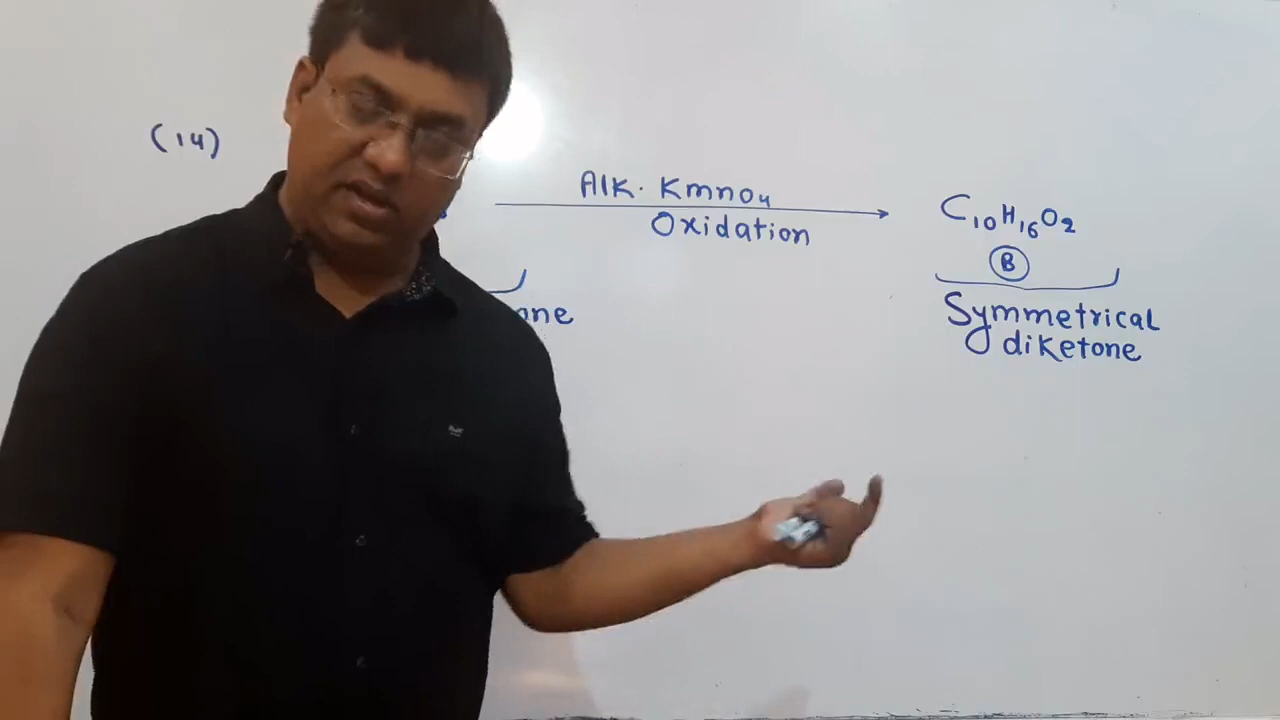 (14)
Alk. KmnO4
Oxidation
C10H16O2
B
Symmetrical
diketone